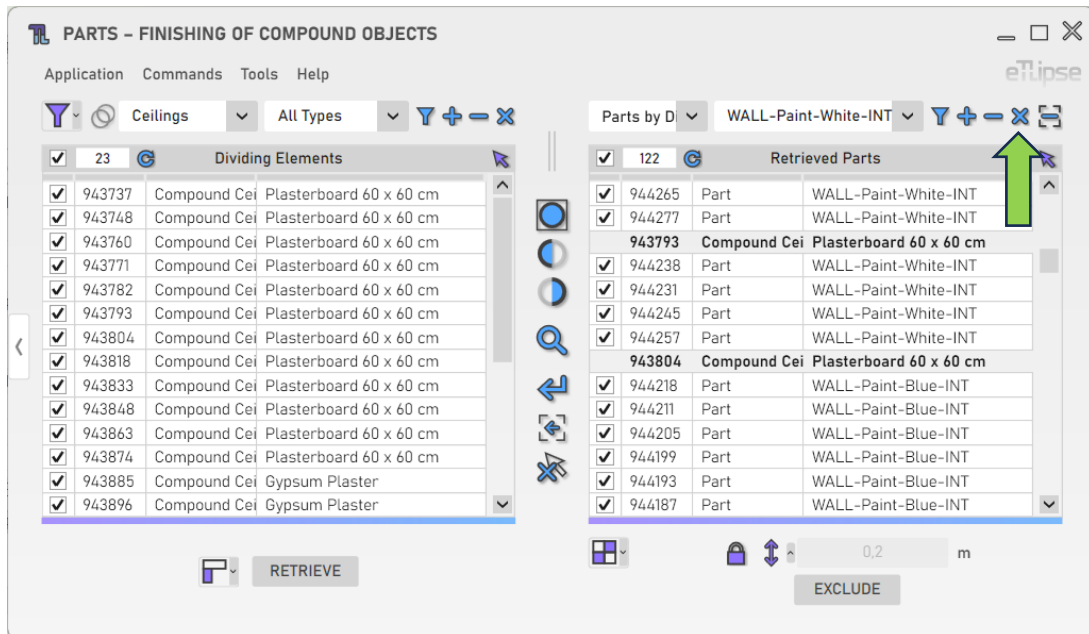 PARTS – FINISHING OF COMPOUND OBJECTS
Application Commands Tools Help
eTLipse
Ceilings All Types
Parts by Di WALL-Paint-White-INT
23 Dividing Elements
943737 Compound Cei Plasterboard 60 x 60 cm
943748 Compound Cei Plasterboard 60 x 60 cm
943760 Compound Cei Plasterboard 60 x 60 cm
943771 Compound Cei Plasterboard 60 x 60 cm
943782 Compound Cei Plasterboard 60 x 60 cm
943793 Compound Cei Plasterboard 60 x 60 cm
943804 Compound Cei Plasterboard 60 x 60 cm
943818 Compound Cei Plasterboard 60 x 60 cm
943833 Compound Cei Plasterboard 60 x 60 cm
943848 Compound Cei Plasterboard 60 x 60 cm
943863 Compound Cei Plasterboard 60 x 60 cm
943874 Compound Cei Plasterboard 60 x 60 cm
943885 Compound Cei Gypsum Plaster
943896 Compound Cei Gypsum Plaster
RETRIEVE
122 Retrieved Parts
944265 Part WALL-Paint-White-INT
944277 Part WALL-Paint-White-INT
943793 Compound Cei Plasterboard 60 x 60 cm
944238 Part WALL-Paint-White-INT
944231 Part WALL-Paint-White-INT
944245 Part WALL-Paint-White-INT
944257 Part WALL-Paint-White-INT
943804 Compound Cei Plasterboard 60 x 60 cm
944218 Part WALL-Paint-Blue-INT
944211 Part WALL-Paint-Blue-INT
944205 Part WALL-Paint-Blue-INT
944199 Part WALL-Paint-Blue-INT
944193 Part WALL-Paint-Blue-INT
944187 Part WALL-Paint-Blue-INT
0,2 m
EXCLUDE